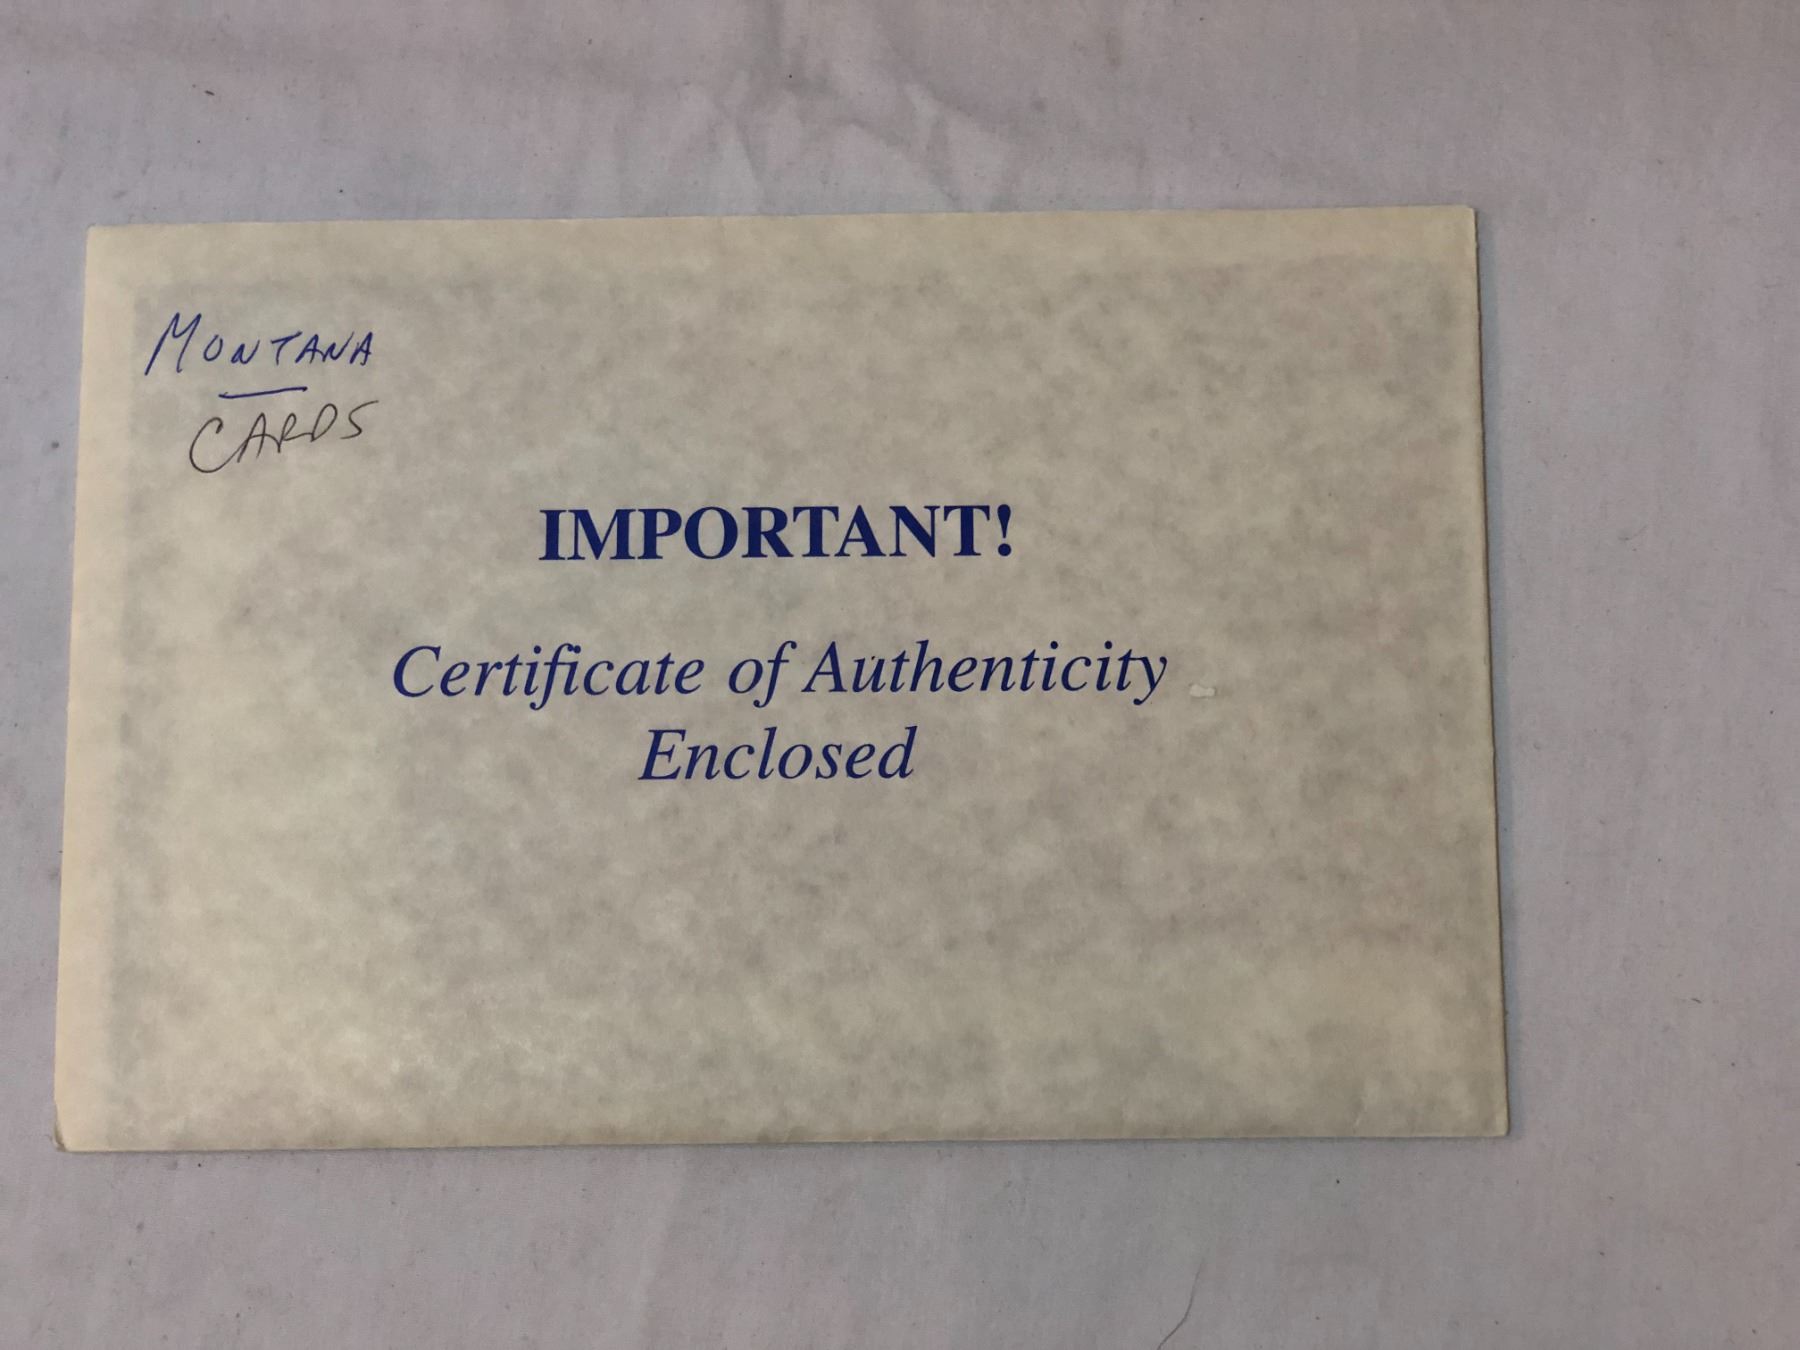 MONTANA
CARDS
IMPORTANT!
Certificate of Authenticity
Enclosed